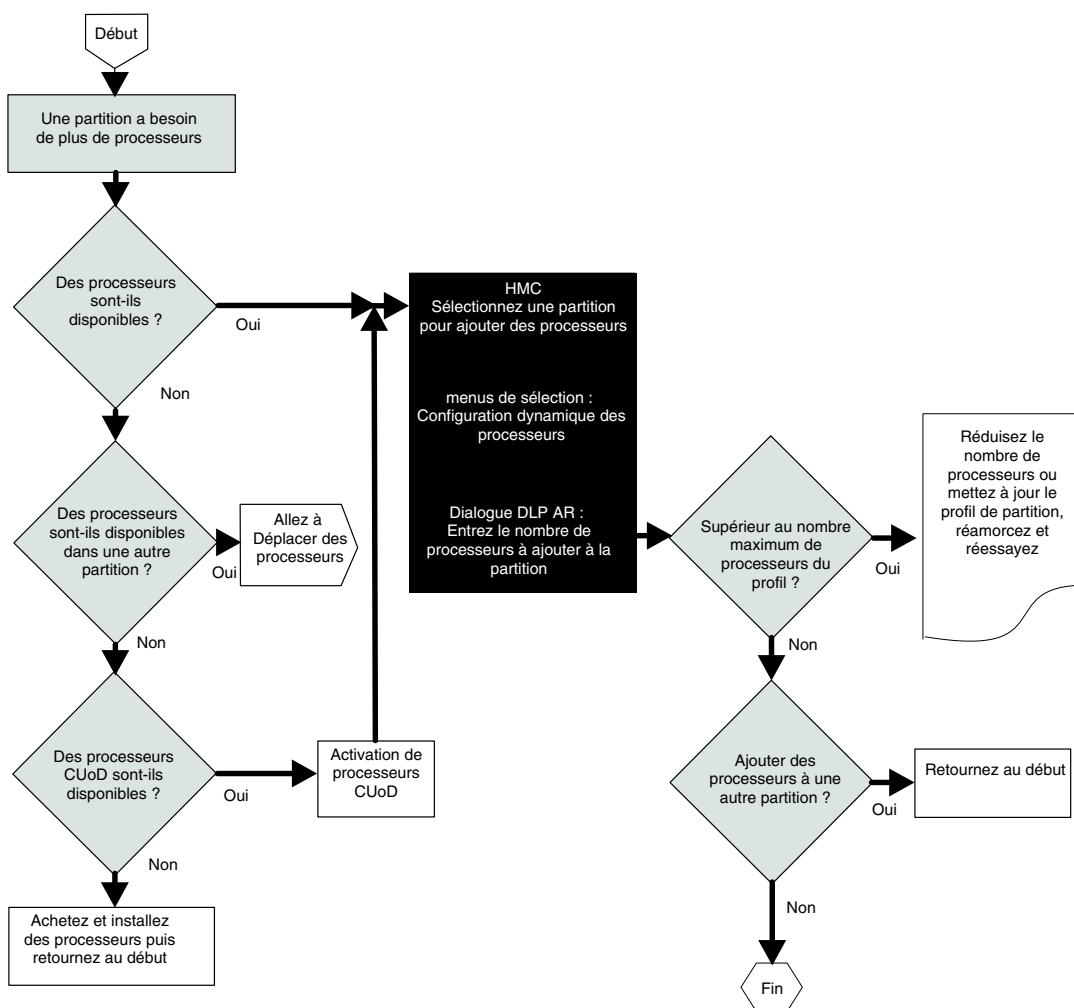 Début
Une partition a besoin
de plus de processeurs
Des processeurs
sont-ils
disponibles ?
Oui
Non
Des processeurs
sont-ils disponibles
dans une autre
partition ?
Oui
Allez à
Déplacer des
processeurs
Non
Des processeurs
CUoD sont-ils
disponibles ?
Oui
Activation de
processeurs
CUoD
Non
Achetez et installez
des processeurs puis
retournez au début
HMC
Sélectionnez une partition
pour ajouter des processeurs
menus de sélection :
Configuration dynamique des
processeurs
Dialogue DLP AR :
Entrez le nombre de
processeurs à ajouter à la
partition
Supérieur au nombre
maximum de
processeurs du
profil ?
Oui
Réduisez le
nombre de
processeurs ou
mettez à jour le
profil de partition,
réamorcez et
réessayez
Non
Ajouter des
processeurs à une
autre partition ?
Oui
Retournez au début
Non
Fin